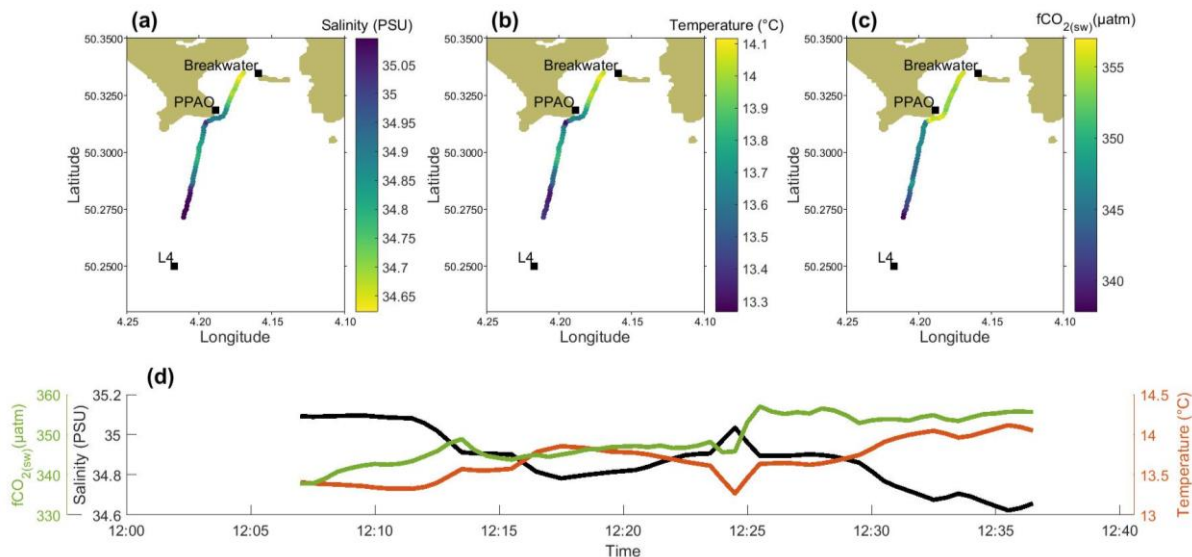 (a)
Salinity (PSU)
50.3500
50.3250
50.3000
50.2750
50.2500
Latitude
Breakwater
PPAO
L4
4.25
4.20
4.15
4.10
Longitude
35.05
35
34.95
34.9
34.85
34.8
34.75
34.7
34.65
(b)
Temperature (°C)
50.3500
50.3250
50.3000
50.2750
50.2500
Latitude
Breakwater
PPAO
L4
4.25
4.20
4.15
4.10
Longitude
14.1
14
13.9
13.8
13.7
13.6
13.5
13.4
13.3
(c)
fCO2(sw)(µatm)
50.3500
50.3250
50.3000
50.2750
50.2500
Latitude
Breakwater
PPAO
L4
4.25
4.20
4.15
4.10
Longitude
355
350
345
340
(d)
fCO2(sw)(µatm)
360
350
340
330
Salinity (PSU)
35.2
35
34.8
34.6
14.5
14
13.5
13
Temperature (°C)
12:00
12:05
12:10
12:15
12:20
12:25
12:30
12:35
12:40
Time